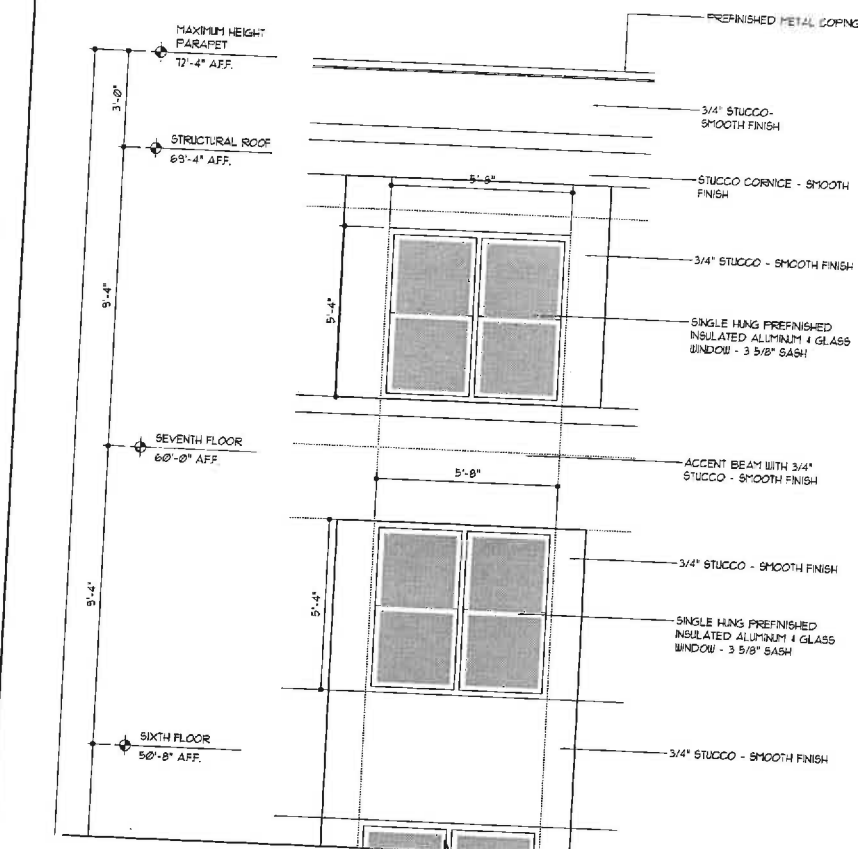 MAXIMUM HEIGHT
PARAPET
72'-4" A.F.F.
PREFINISHED METAL COPING
3'-0"
3/4" STUCCO-
SMOOTH FINISH
STRUCTURAL ROOF
69'-4" A.F.F.
STUCCO CORNICE - SMOOTH
FINISH
5'-8"
3/4" STUCCO - SMOOTH FINISH
9'-4"
5'-4"
SINGLE HUNG PREFINISHED
INSULATED ALUMINUM & GLASS
WINDOW - 3 5/8" SASH
SEVENTH FLOOR
60'-0" A.F.F.
ACCENT BEAM WITH 3/4"
STUCCO - SMOOTH FINISH
5'-8"
3/4" STUCCO - SMOOTH FINISH
9'-4"
5'-4"
SINGLE HUNG PREFINISHED
INSULATED ALUMINUM & GLASS
WINDOW - 3 5/8" SASH
SIXTH FLOOR
50'-8" A.F.F.
3/4" STUCCO - SMOOTH FINISH